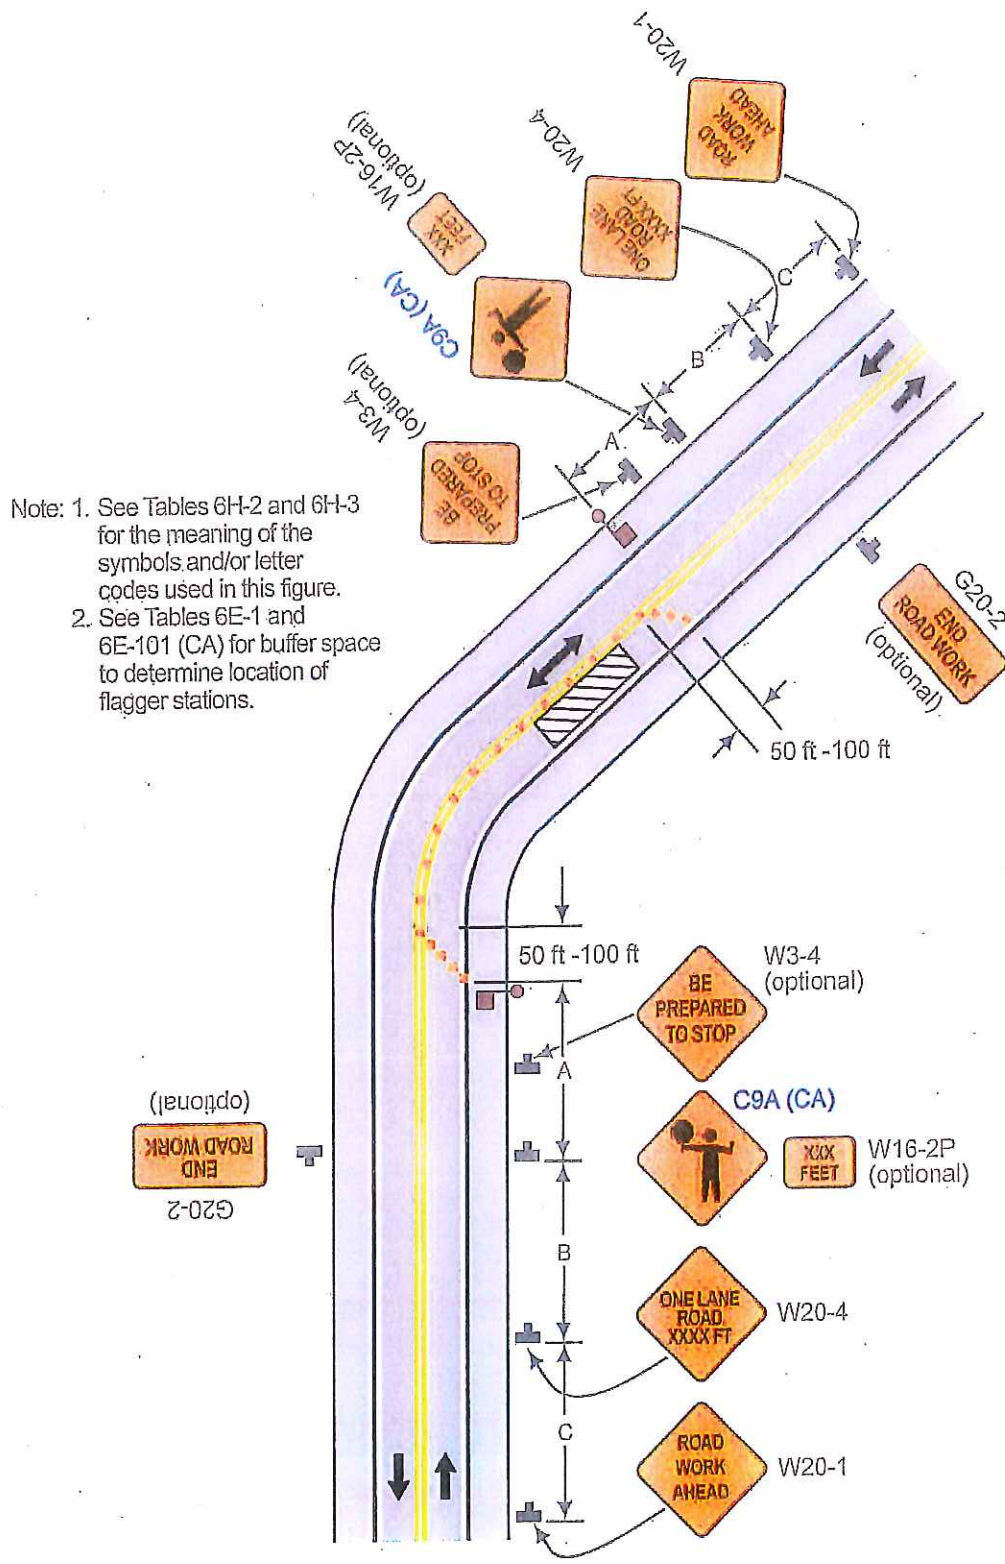 W20-1
ROAD
WORK
AHEAD
W20-4
ONE LANE
ROAD
XXXX FT
W16-2P
(optional)
XXX
FEET
C9A (CA)
W3-4
(optional)
BE
PREPARED
TO STOP
C
B
A
Note: 1. See Tables 6H-2 and 6H-3
for the meaning of the
symbols and/or letter
codes used in this figure.
2. See Tables 6E-1 and
6E-101 (CA) for buffer space
to determine location of
flagger stations.
G20-2
END
ROAD WORK
(optional)
50 ft -100 ft
50 ft -100 ft
A
BE
PREPARED
TO STOP
W3-4
(optional)
C9A (CA)
XXX
FEET
W16-2P
(optional)
G20-2
END
ROAD WORK
(optional)
B
ONE LANE
ROAD
XXXX FT
W20-4
C
ROAD
WORK
AHEAD
W20-1